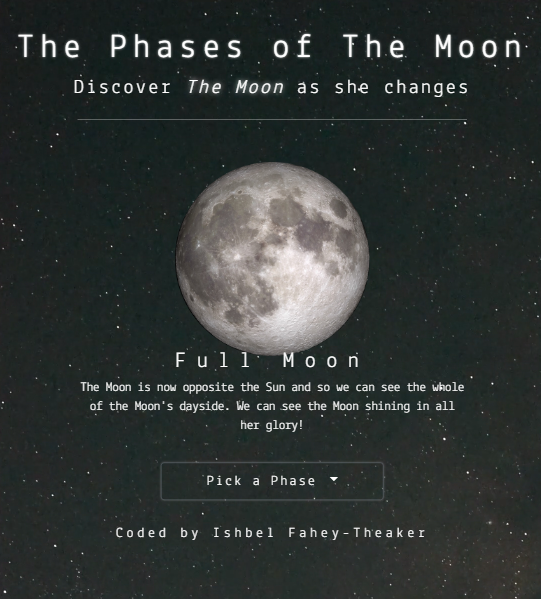 The Phases of The Moon
Discover The Moon as she changes
Full Moon
The Moon is now opposite the Sun and so we can see the whole
of the Moon's dayside. We can see the Moon shining in all
her glory!
Pick a Phase
Coded by Ishbel Fahey-Theaker